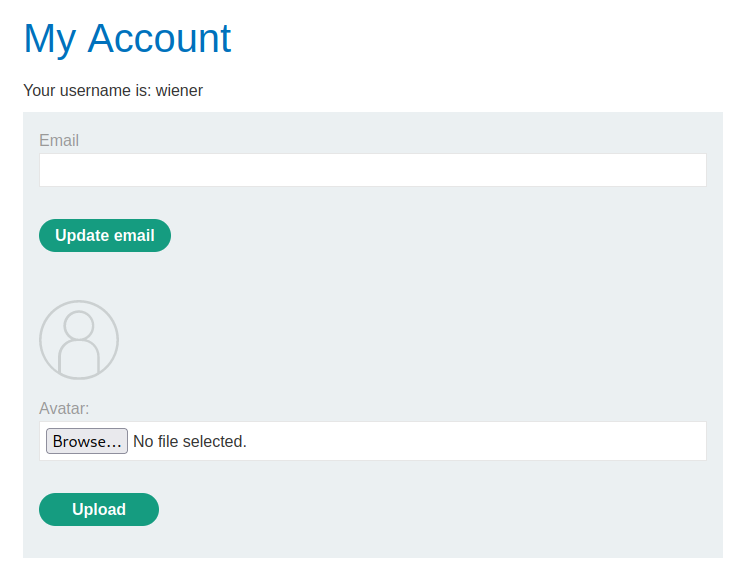 My Account
Your username is: wiener
Email
Update email
Avatar:
Browse... No file selected.
Upload